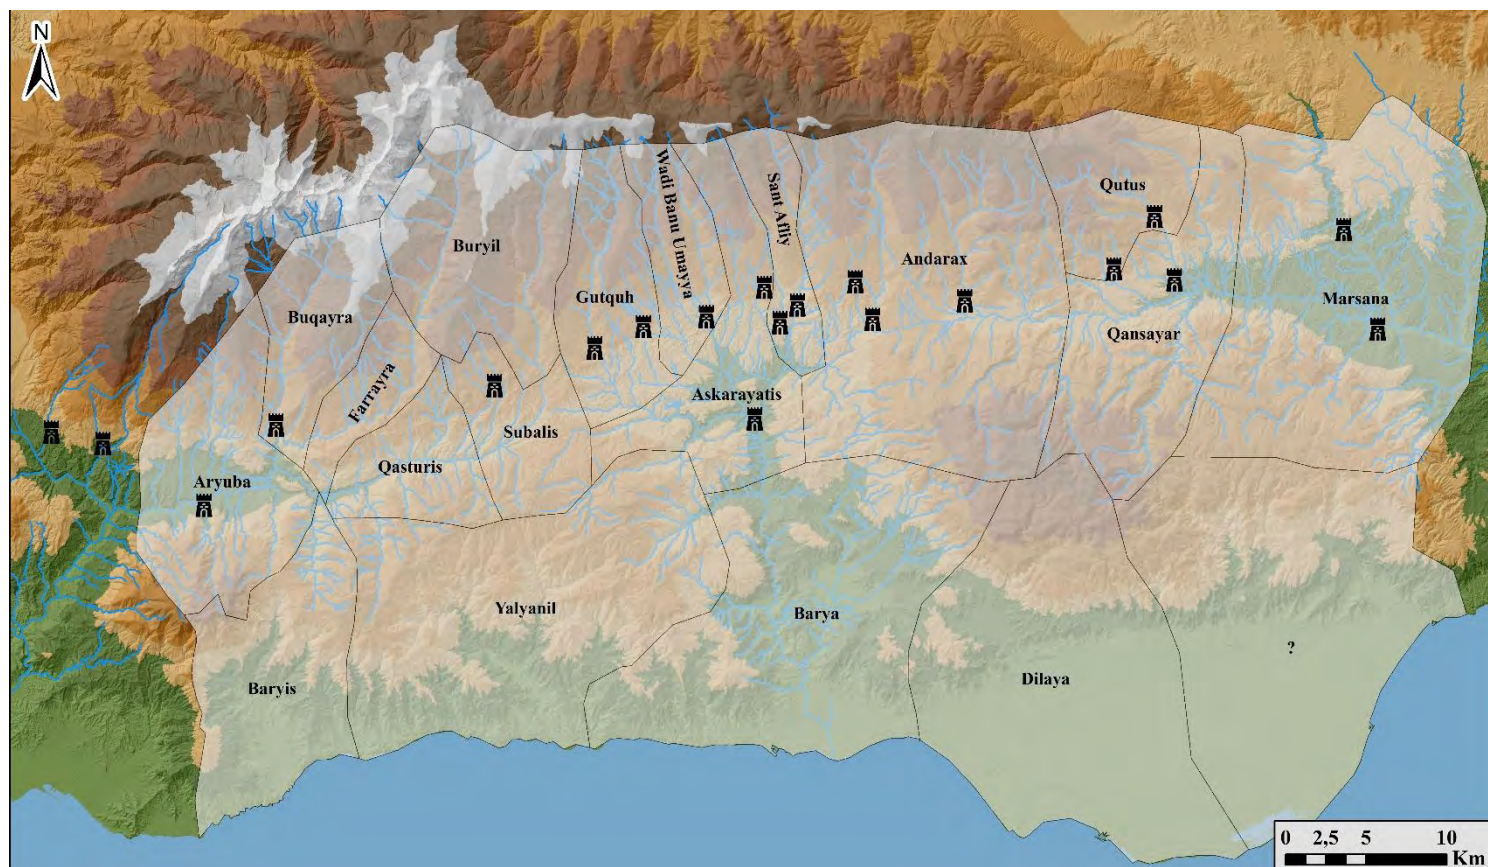 N
Wadi Banu Umayya
Sant Afliy
Qutus
Buryil
Andarax
Gutquh
Marsana
Buqayra
Qansayar
Farrayra
Askarayatis
Subalis
Qasturis
Aryuba
Yalyanil
Barya
?
Dilaya
Baryis
0 2,5 5 10
Km